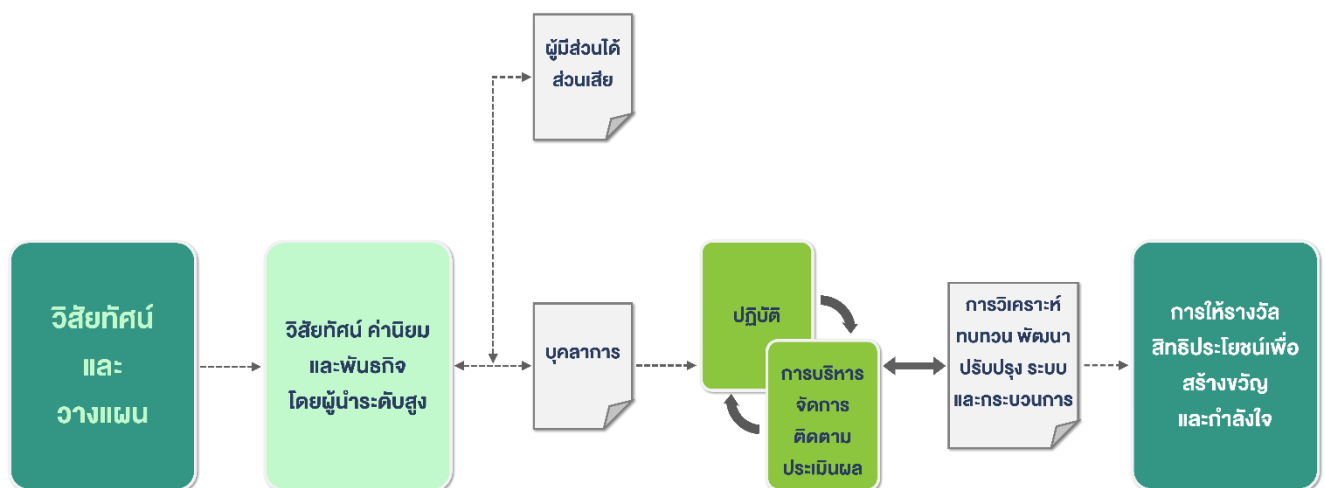 ผู้มีส่วนได้
ส่วนเสีย
วิสัยทัศน์
และ
วางแผน
วิสัยทัศน์ ค่านิยม
และพันธกิจ
โดยผู้นำระดับสูง
บุคลาการ
ปฏิบัติ
การบริหาร
จัดการ
ติดตาม
ประเมินผล
การวิเคราะห์
ทบทวน พัฒนา
ปรับปรุง ระบบ
และกระบวนการ
การให้รางวัล
สิทธิประโยชน์เพื่อ
สร้างขวัญ
และกำลังใจ